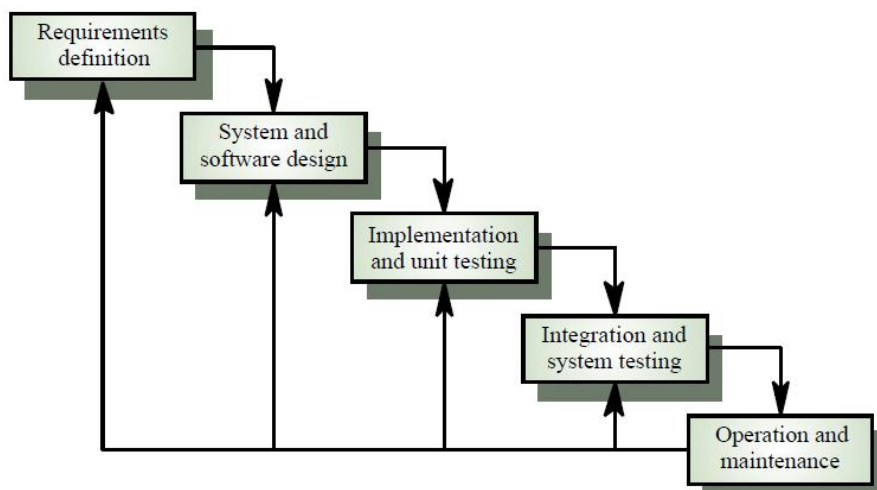 Requirements
definition
System and
software design
Implementation
and unit testing
Integration and
system testing
Operation and
maintenance